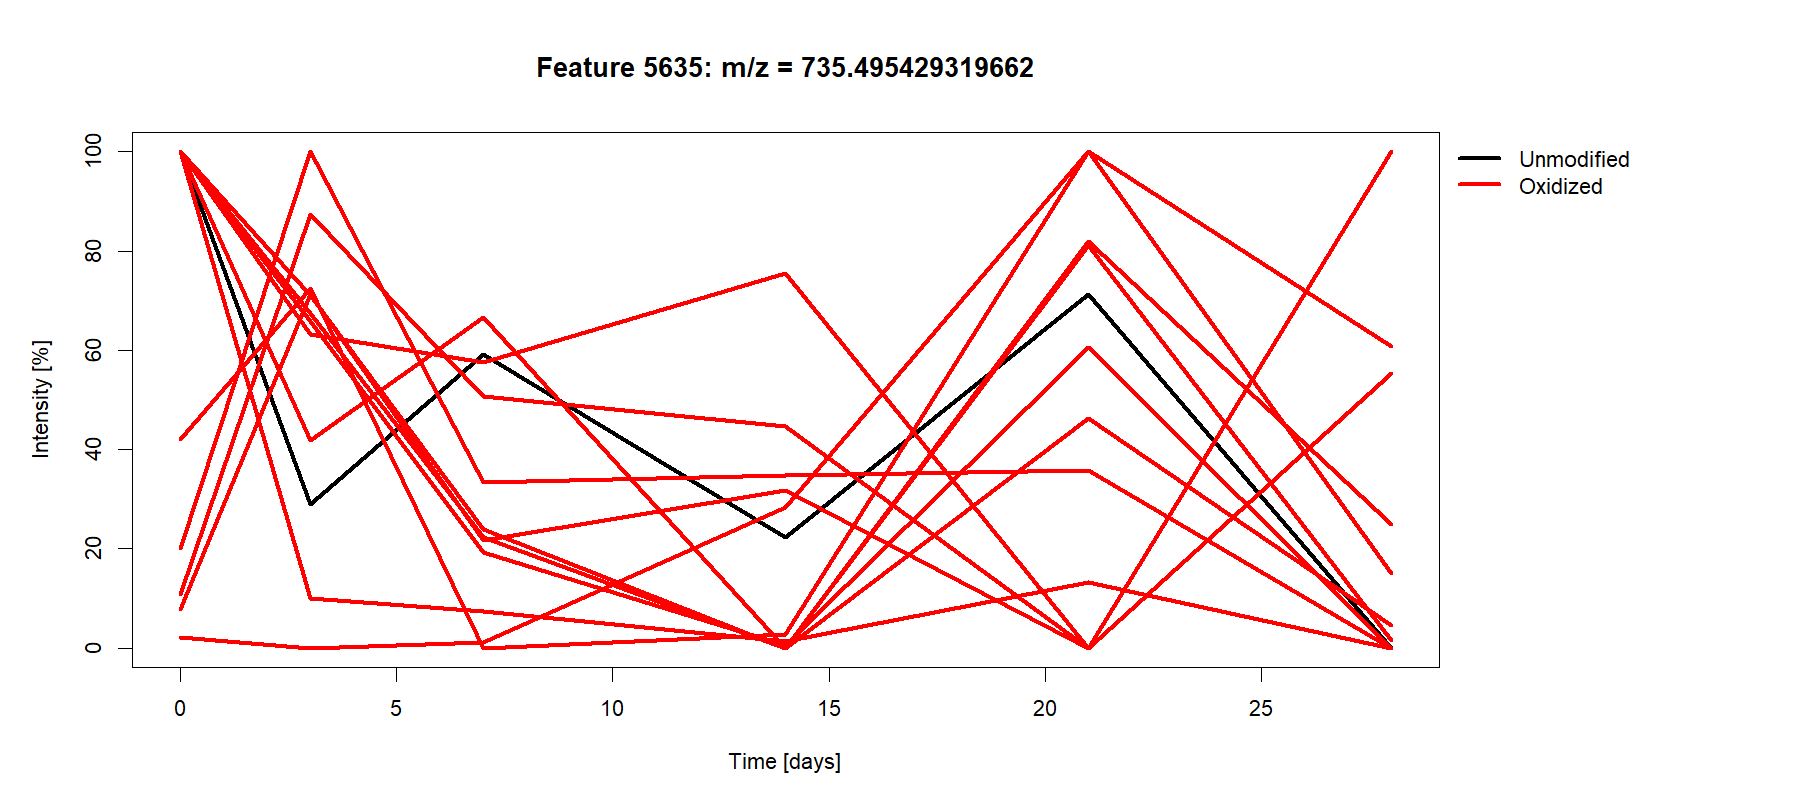 Feature 5635: m/z = 735.495429319662
Unmodified
Oxidized
Intensity [%]
100
80
60
40
20
0
0 5 10 15 20 25
Time [days]